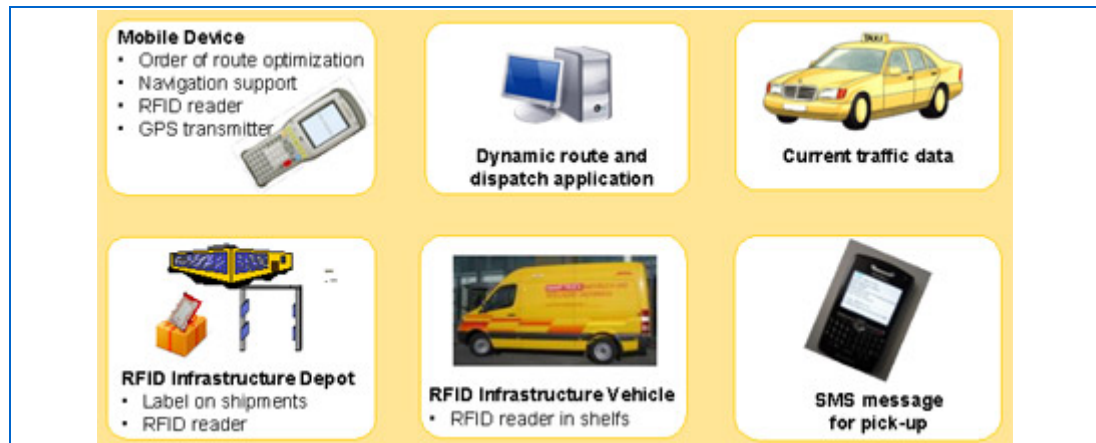 Mobile Device
• Order of route optimization
• Navigation support
• RFID reader
• GPS transmitter
Dynamic route and
dispatch application
TAXI
Current traffic data
RFID Infrastructure Depot
• Label on shipments
• RFID reader
RFID Infrastructure Vehicle
• RFID reader in shelfs
SMS message
for pick-up